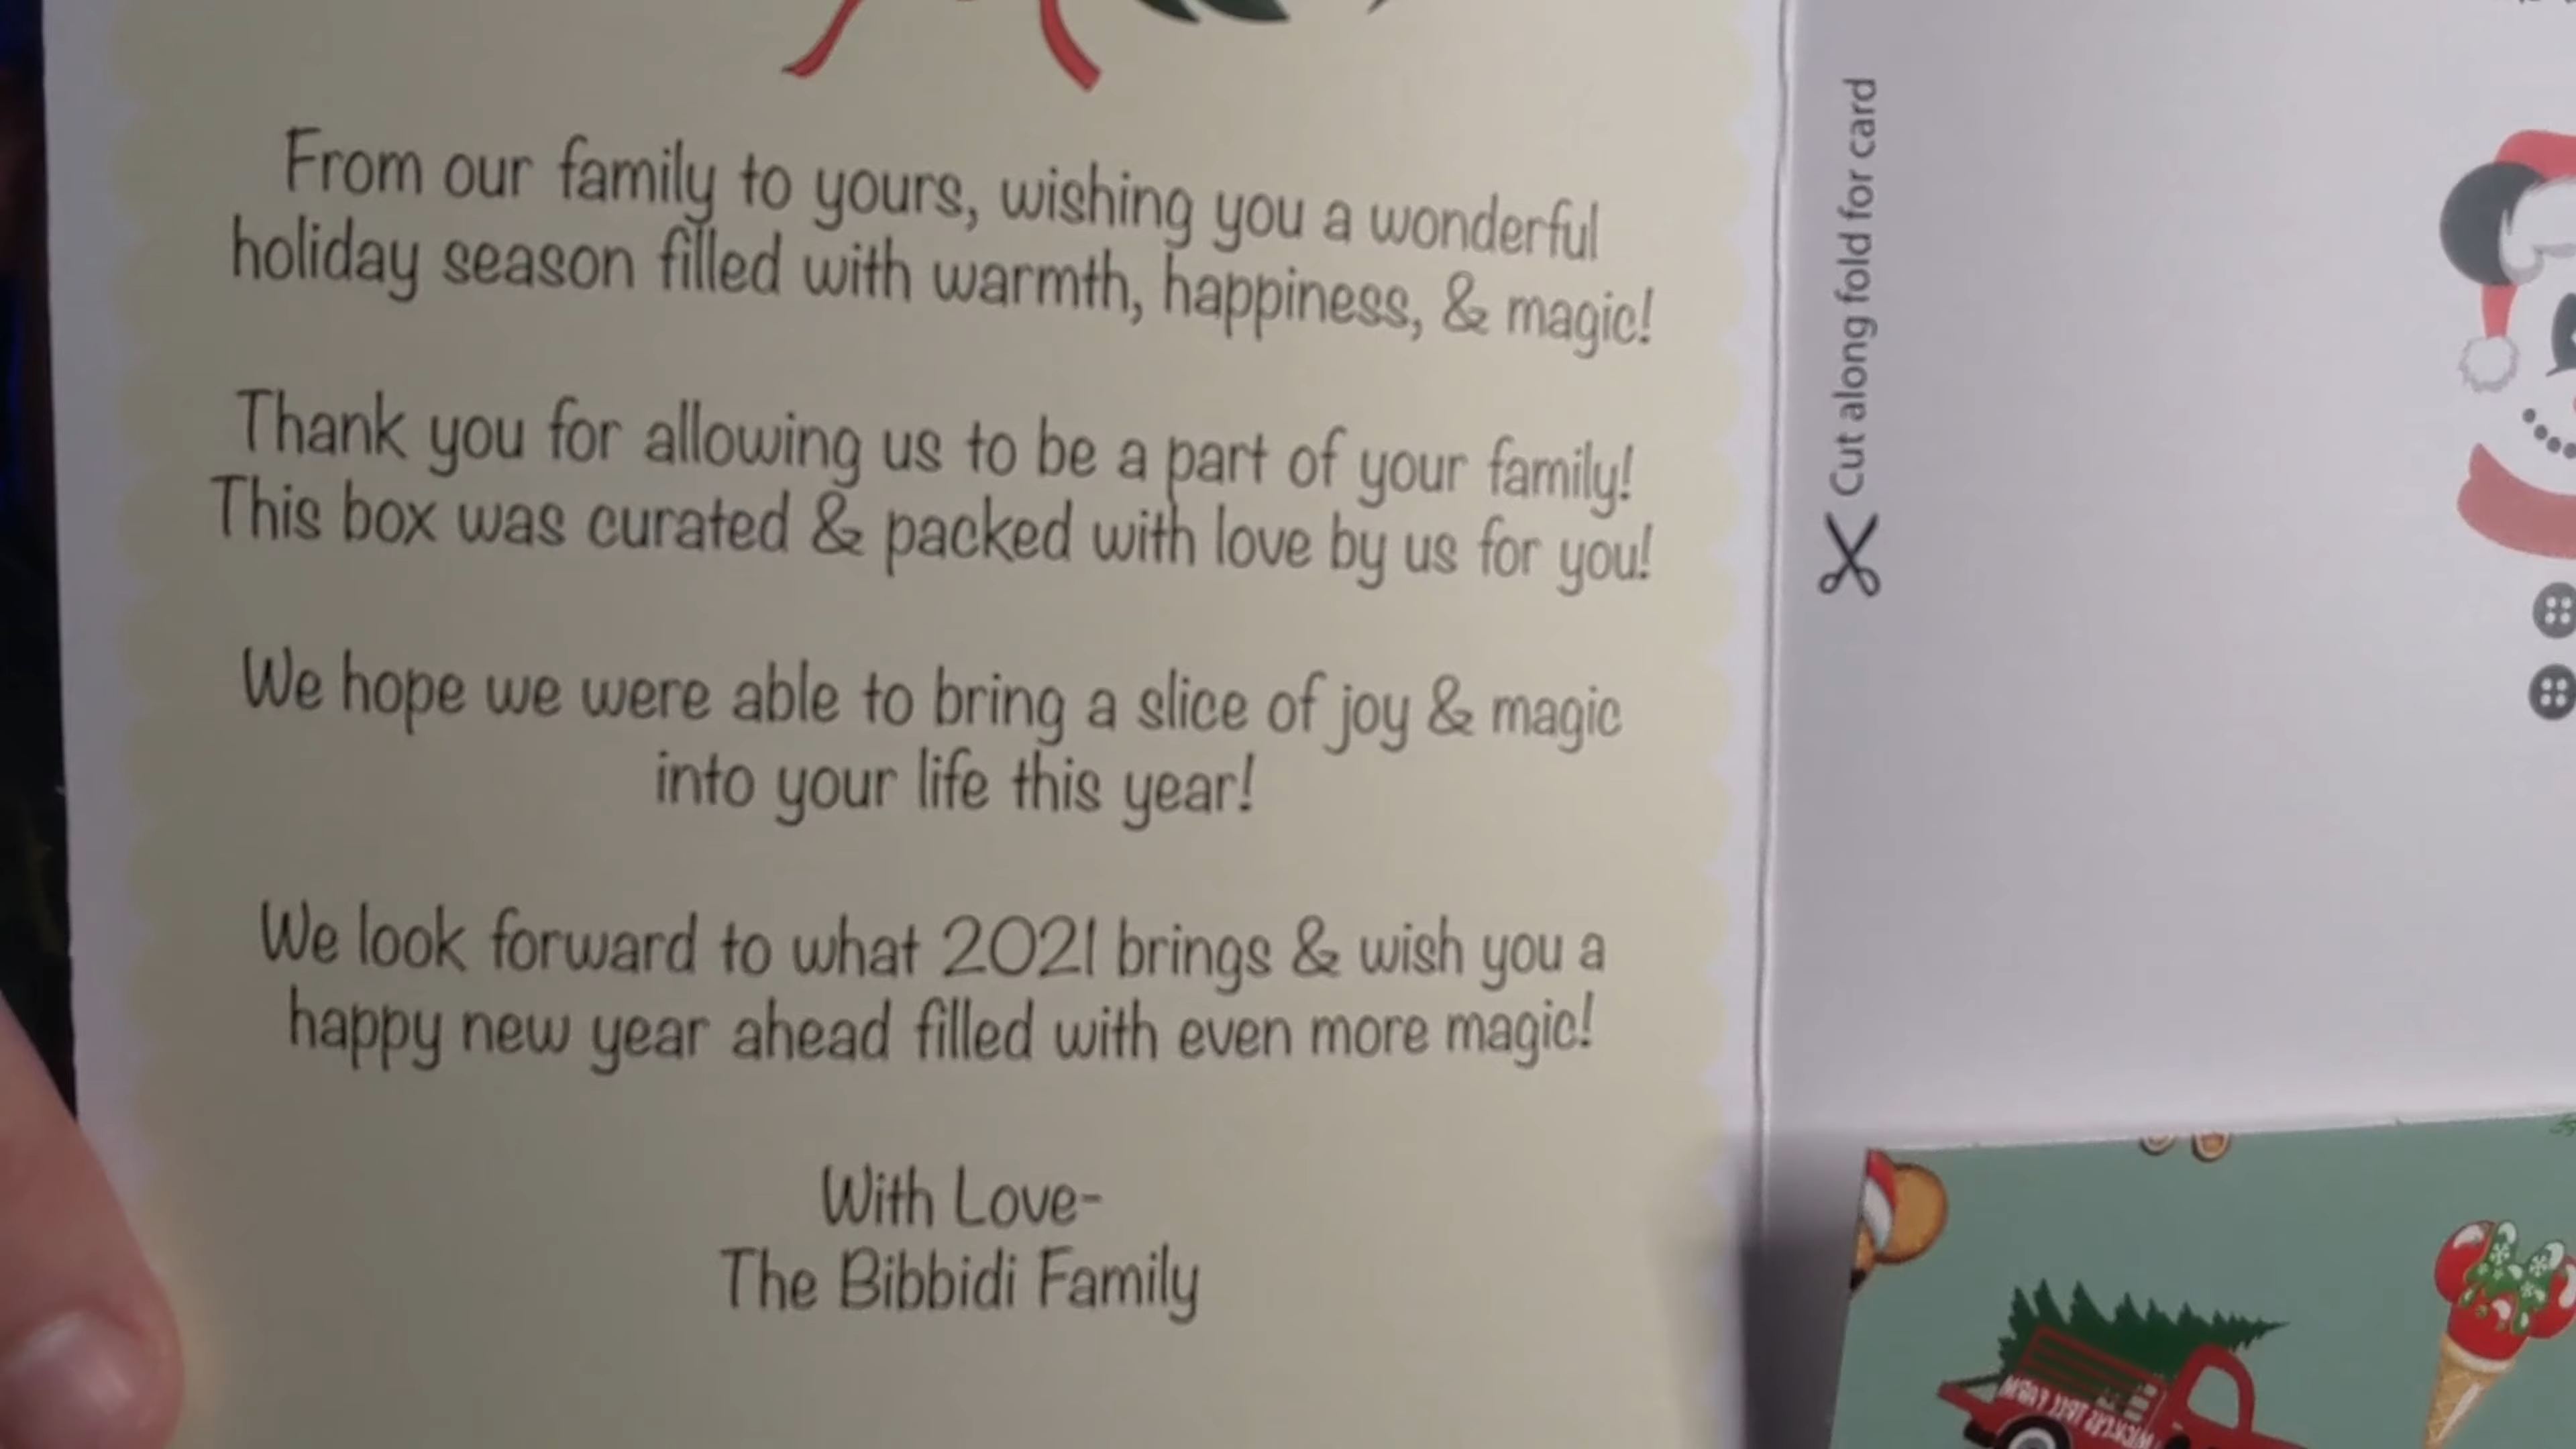 From our family to yours, wishing you a wonderful
holiday season filled with warmth, happiness, & magic!
Thank you for allowing us to be a part of your family!
This box was curated & packed with love by us for you!
We hope we were able to bring a slice of joy & magic
into your life this year!
We look forward to what 2021 brings & wish you a
happy new year ahead filled with even more magic!
With Love-
The Bibbidi Family
Cut along fold for card